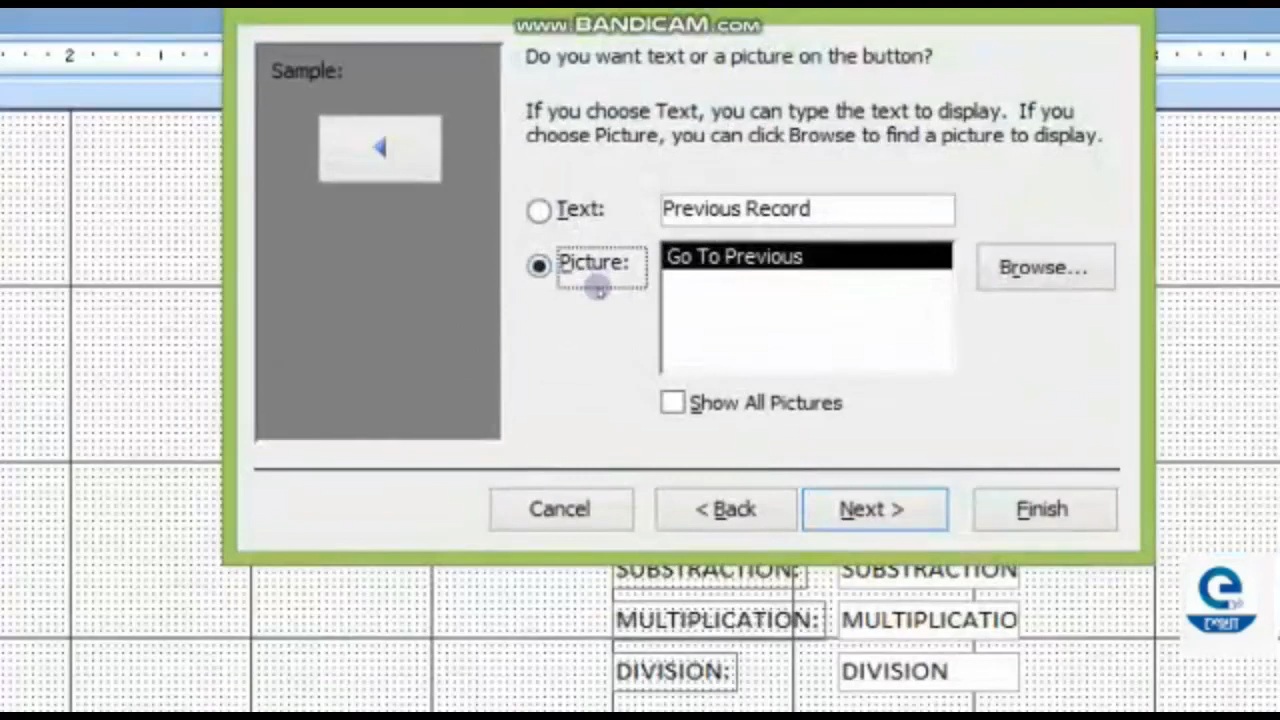 www.BANDICAM.com
2
1
1
Sample:
Do you want text or a picture on the button?
If you choose Text, you can type the text to display. If you
choose Picture, you can click Browse to find a picture to display.
Text:
Previous Record
Picture:
Go To Previous
Browse...
Show All Pictures
Cancel
< Back
Next >
Finish
SUBSTRACTION:
SUBSTRACTION
MULTIPLICATION:
MULTIPLICATIO
DIVISION:
DIVISION